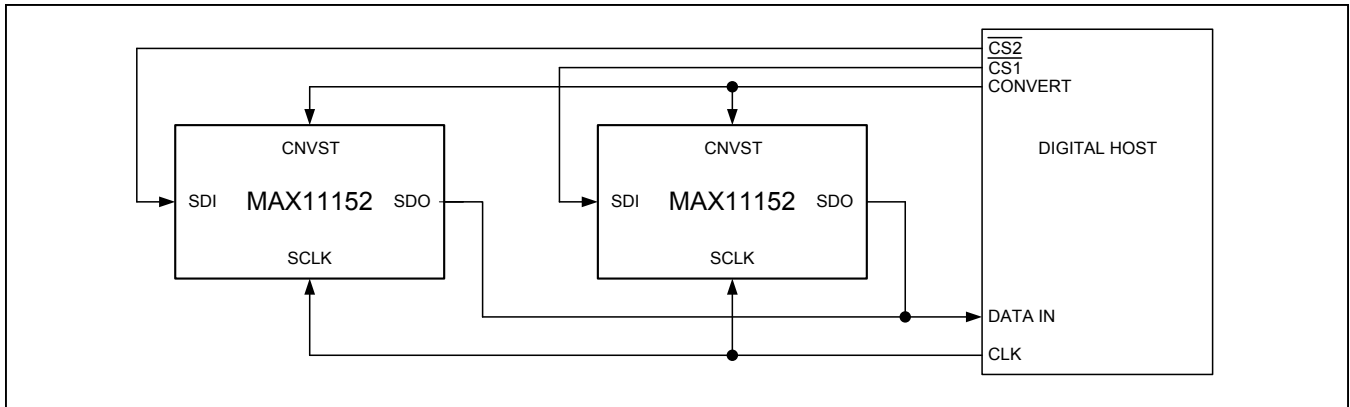 CS2
CS1
CONVERT
DIGITAL HOST
DATA IN
CLK
CNVST
SDI MAX11152 SDO
SCLK
CNVST
SDI MAX11152 SDO
SCLK